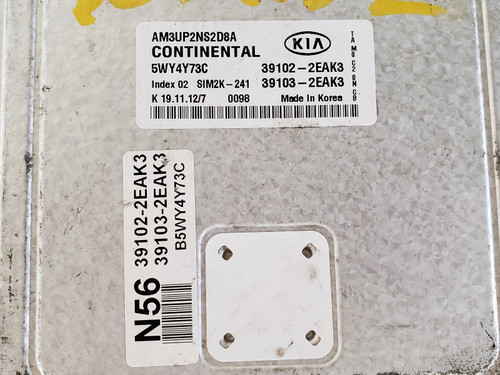 AM3UP2NS2D8A
CONTINENTAL
KIA
5WY4Y73C 39102-2EAK3
Index 02 SIM2K-241 39103-2EAK3
K 19.11.12/7 0098 Made in Korea
N56
39102-2EAK3
39103-2EAK3
B5WY4Y73C